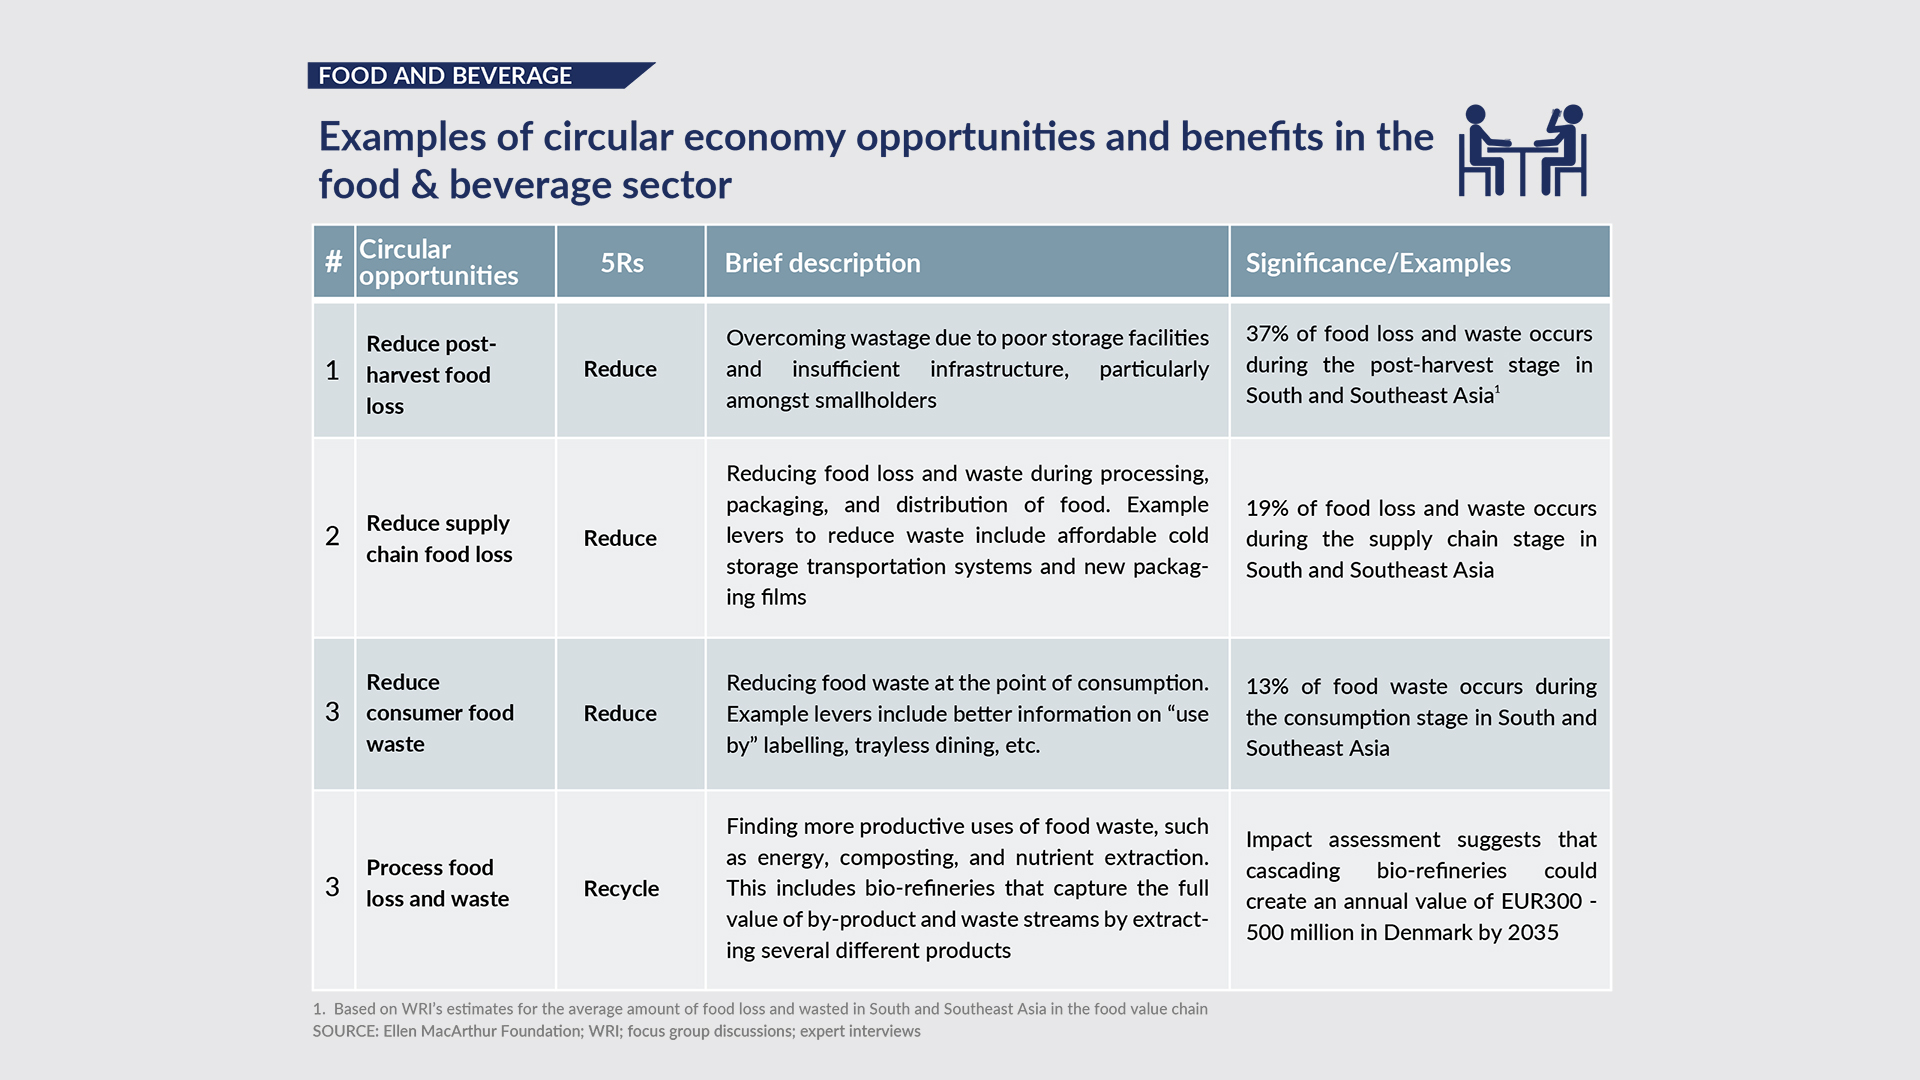 FOOD AND BEVERAGE
Examples of circular economy opportunities and benefits in the
food & beverage sector
#
Circular
opportunities
5Rs
Brief description
Significance/Examples
1
Reduce post-
harvest food
loss
Reduce
Overcoming wastage due to poor storage facilities
and insufficient infrastructure, particularly
amongst smallholders
37% of food loss and waste occurs
during the post-harvest stage in
South and Southeast Asia¹
2
Reduce supply
chain food loss
Reduce
Reducing food loss and waste during processing,
packaging, and distribution of food. Example
levers to reduce waste include affordable cold
storage transportation systems and new packag-
ing films
19% of food loss and waste occurs
during the supply chain stage in
South and Southeast Asia
3
Reduce
consumer food
waste
Reduce
Reducing food waste at the point of consumption.
Example levers include better information on “use
by” labelling, trayless dining, etc.
13% of food waste occurs during
the consumption stage in South and
Southeast Asia
3
Process food
loss and waste
Recycle
Finding more productive uses of food waste, such
as energy, composting, and nutrient extraction.
This includes bio-refineries that capture the full
value of by-product and waste streams by extract-
ing several different products
Impact assessment suggests that
cascading bio-refineries could
create an annual value of EUR300 -
500 million in Denmark by 2035
1. Based on WRI’s estimates for the average amount of food loss and wasted in South and Southeast Asia in the food value chain
SOURCE: Ellen MacArthur Foundation; WRI; focus group discussions; expert interviews